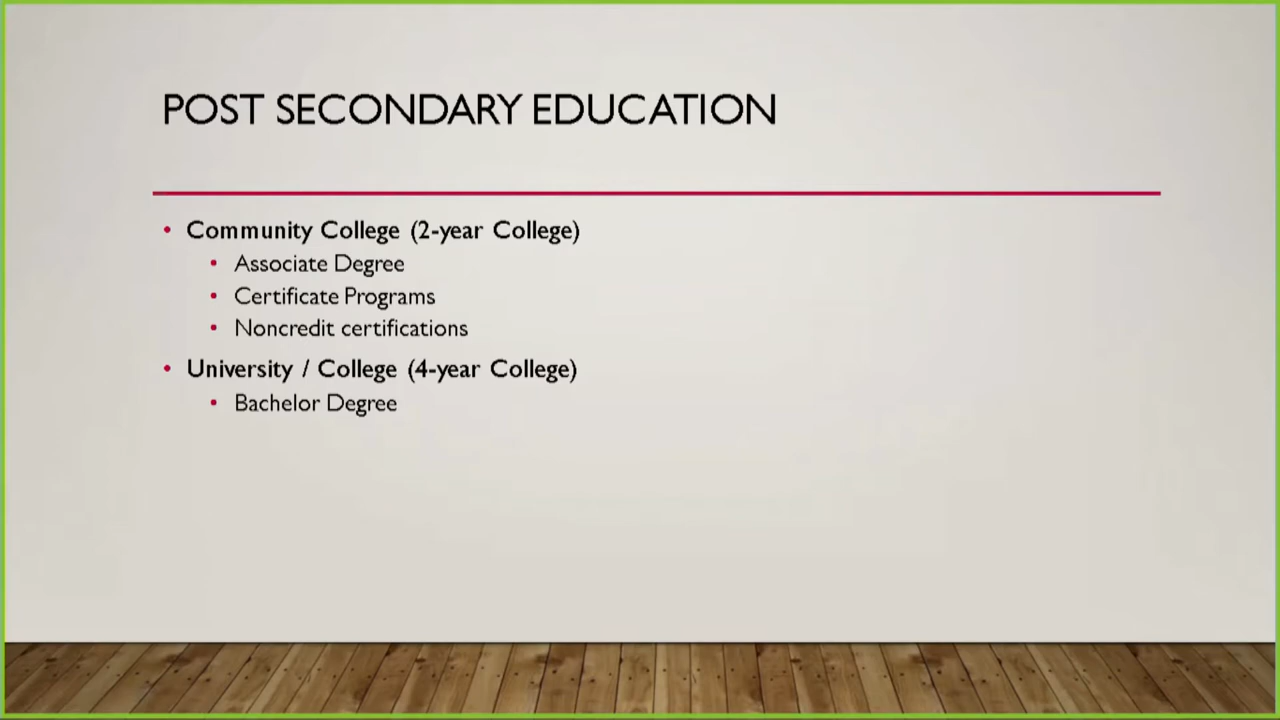 POST SECONDARY EDUCATION
• Community College (2-year College)
• Associate Degree
• Certificate Programs
• Noncredit certifications
• University / College (4-year College)
• Bachelor Degree